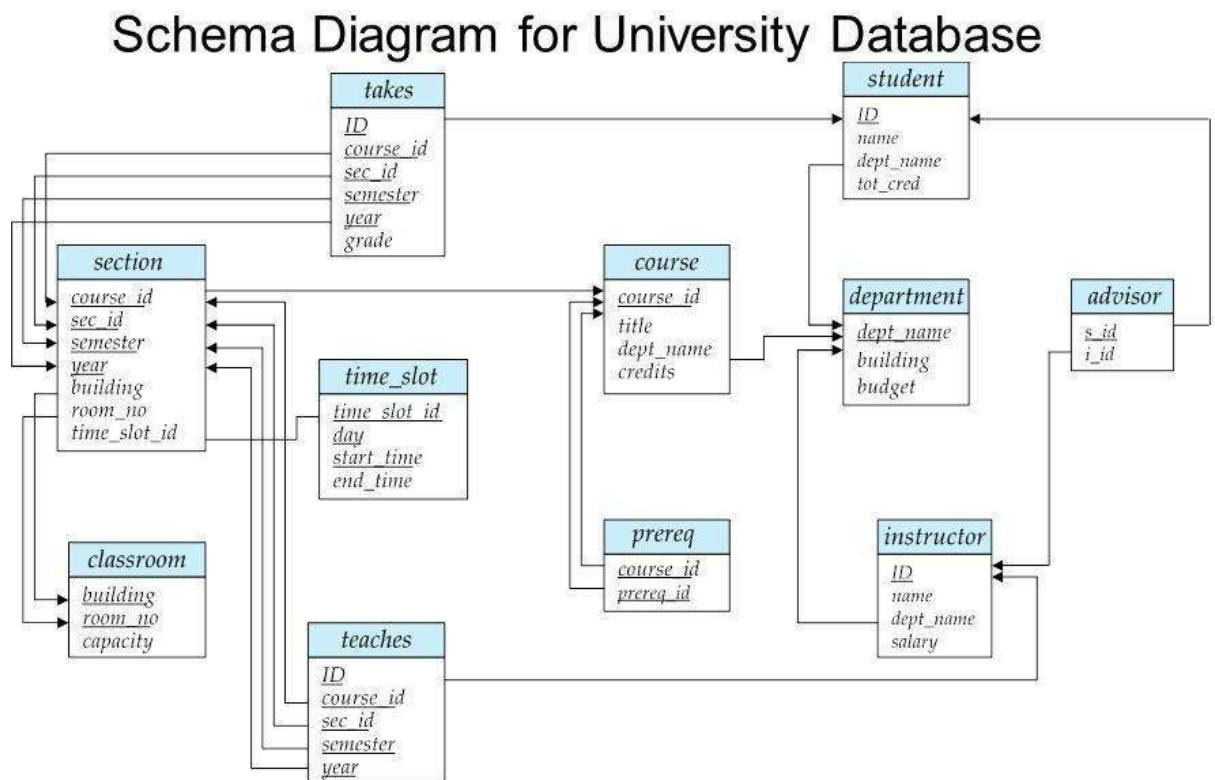 Schema Diagram for University Database
takes
ID
course_id
sec_id
semester
year
grade
student
ID
name
dept_name
tot_cred
section
course_id
sec_id
semester
year
building
room_no
time_slot_id
course
course_id
title
dept_name
credits
department
dept_name
building
budget
advisor
s_id
i_id
time_slot
time_slot_id
day
start_time
end_time
classroom
building
room_no
capacity
prereq
course_id
prereq_id
instructor
ID
name
dept_name
salary
teaches
ID
course_id
sec_id
semester
year